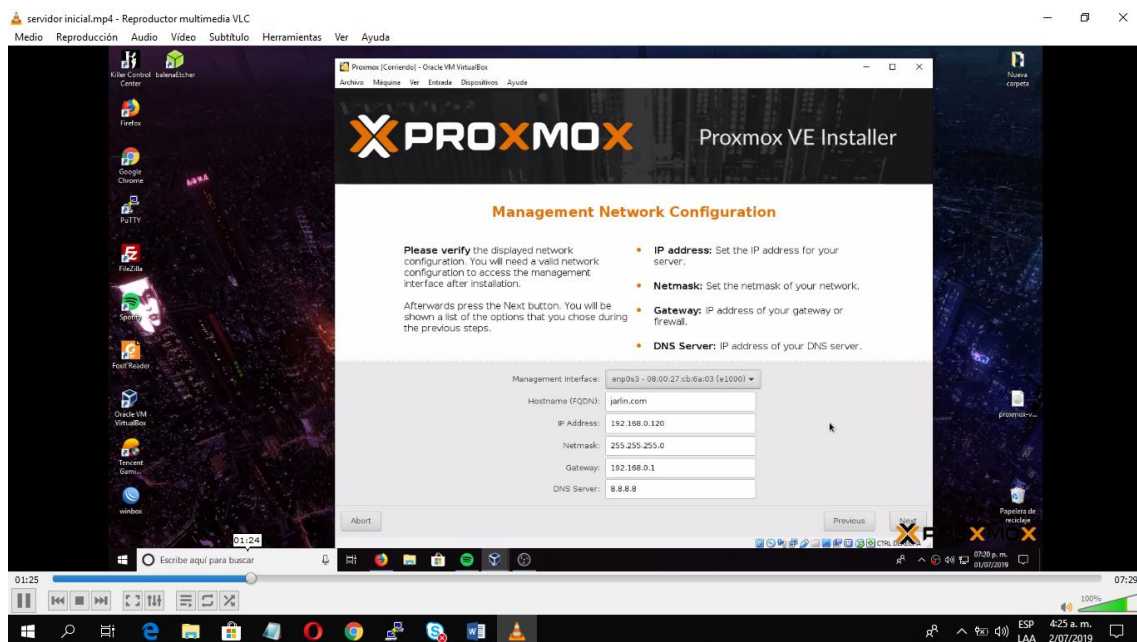 servidor inicial.mp4 - Reproductor multimedia VLC
Medio Reproducción Audio Vídeo Subtítulo Herramientas Ver Ayuda
Killer Control Center
balenaEtcher
Firefox
Google Chrome
PuTTY
FileZilla
Spotify
Foxit Reader
Oracle VM VirtualBox
Tencent Gami...
winbox
Nueva carpeta
proxmox-v...
Papelera de reciclaje
Proxmox [Corriendo] - Oracle VM VirtualBox
Archivo Máquina Ver Entrada Dispositivos Ayuda
PROXMOX
Proxmox VE Installer
Management Network Configuration
Please verify the displayed network
configuration. You will need a valid network
configuration to access the management
interface after installation.
Afterwards press the Next button. You will be
shown a list of the options that you chose during
the previous steps.
• IP address: Set the IP address for your
server.
• Netmask: Set the netmask of your network.
• Gateway: IP address of your gateway or
firewall.
• DNS Server: IP address of your DNS server.
Management Interface: enp0s3 - 08:00:27:cb:6a:03 (e1000)
Hostname (FQDN): jarlin.com
IP Address: 192.168.0.120
Netmask: 255.255.255.0
Gateway: 192.168.0.1
DNS Server: 8.8.8.8
Abort
Previous
Next
01:24
Escribe aquí para buscar
07:20 p. m.
01/07/2019
01:25
07:29
100%
ESP
LAA
4:25 a. m.
2/07/2019